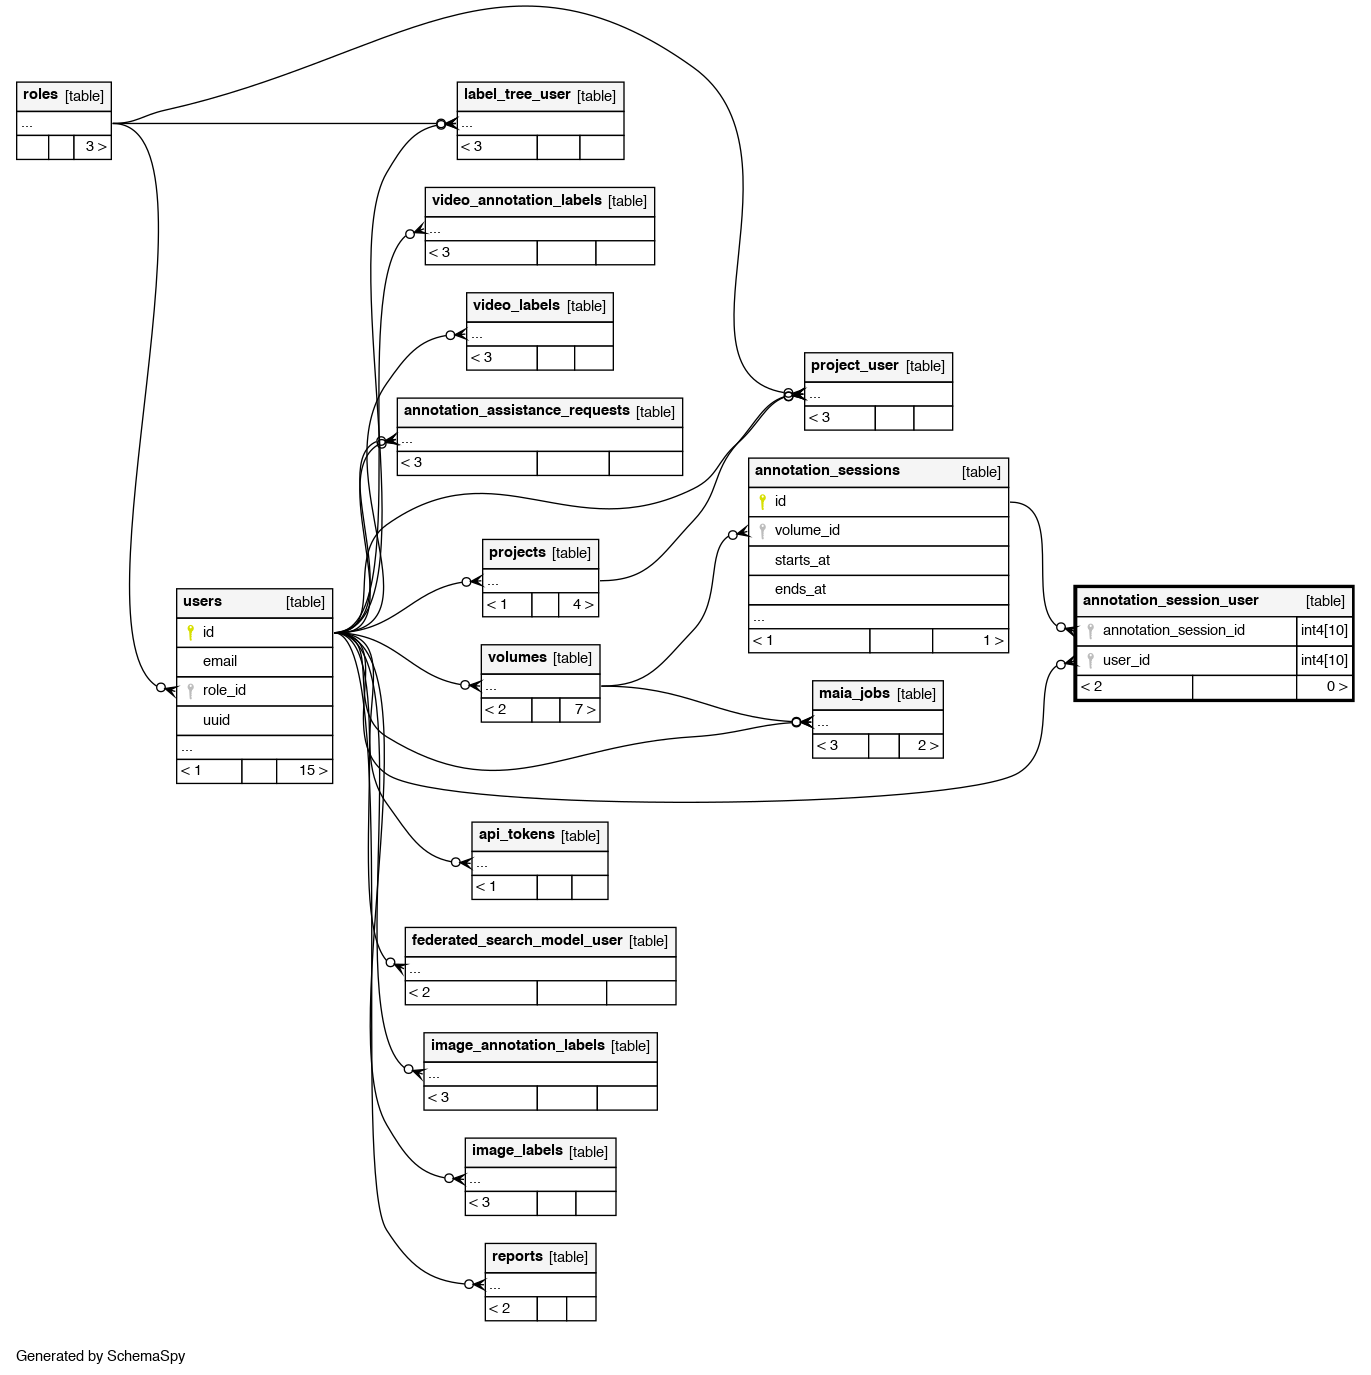 roles [table]
...
3 >
label_tree_user [table]
...
< 3
video_annotation_labels [table]
...
< 3
video_labels [table]
...
< 3
annotation_assistance_requests [table]
...
< 3
project_user [table]
...
< 3
annotation_sessions [table]
id
volume_id
starts_at
ends_at
...
< 1 1 >
projects [table]
...
< 1 4 >
users [table]
id
email
role_id
uuid
...
< 1 15 >
annotation_session_user [table]
annotation_session_id int4[10]
user_id int4[10]
< 2 0 >
volumes [table]
...
< 2 7 >
maia_jobs [table]
...
< 3 2 >
api_tokens [table]
...
< 1
federated_search_model_user [table]
...
< 2
image_annotation_labels [table]
...
< 3
image_labels [table]
...
< 3
reports [table]
...
< 2
Generated by SchemaSpy